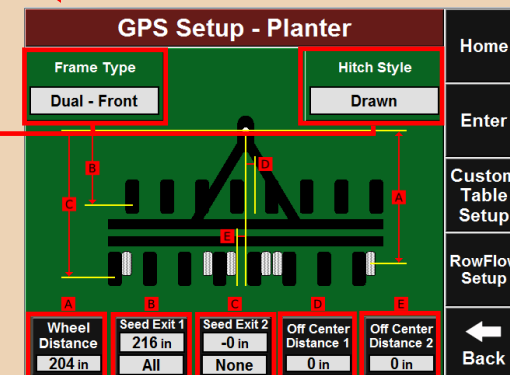 GPS Setup - Planter
Frame Type
Dual - Front
Hitch Style
Drawn
Home
Enter
Custom
Table
Setup
RowFlow
Setup
Back
D
B
C
A
E
A
B
C
D
E
Wheel
Distance
204 in
Seed Exit 1
216 in
All
Seed Exit 2
-0 in
None
Off Center
Distance 1
0 in
Off Center
Distance 2
0 in